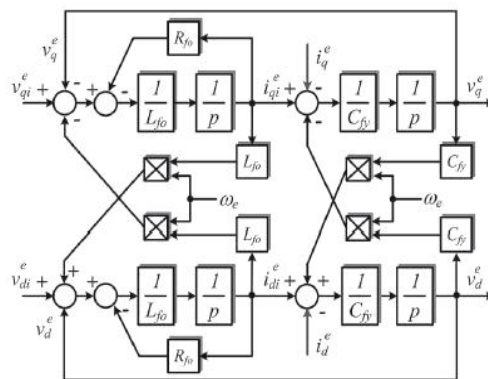 v_q^e R_fo i_q^e
v_qi^e + - + - 1/L_fo 1/p i_qi^e + - - 1/C_fy 1/p v_q^e
-
L_fo C_fy
ω_e ω_e
L_fo C_fy
+ +
v_di^e + + - 1/L_fo 1/p i_di^e + + 1/C_fy 1/p v_d^e
- -
v_d^e R_fo i_d^e